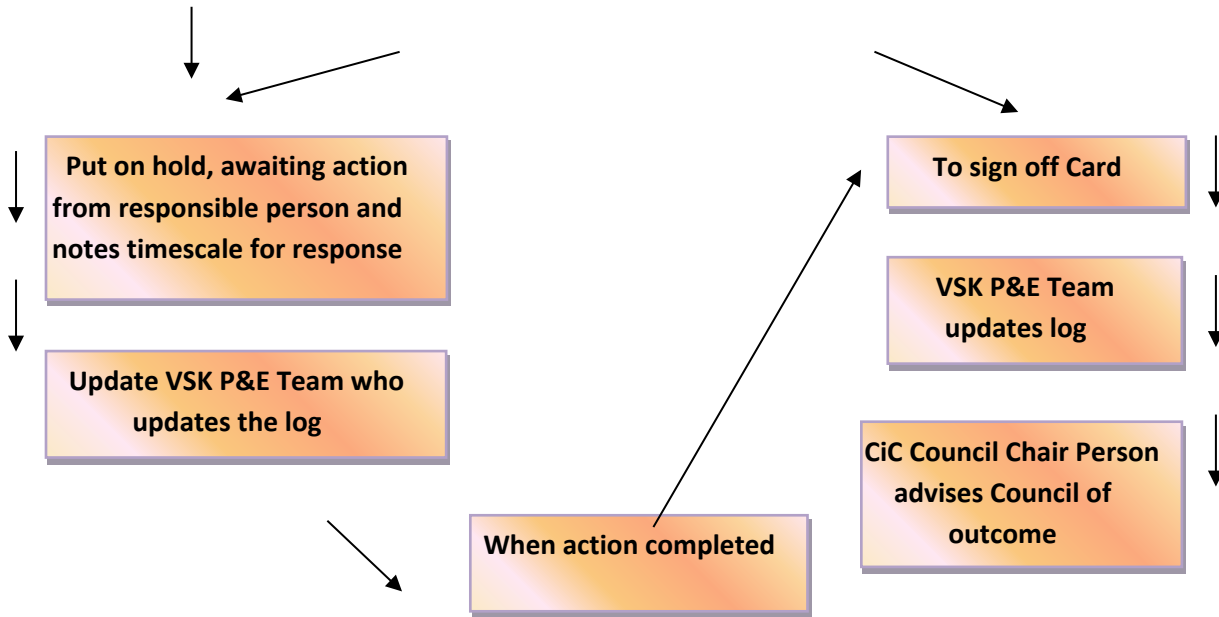 Put on hold, awaiting action
from responsible person and
notes timescale for response
Update VSK P&E Team who
updates the log
When action completed
To sign off Card
VSK P&E Team
updates log
CiC Council Chair Person
advises Council of
outcome